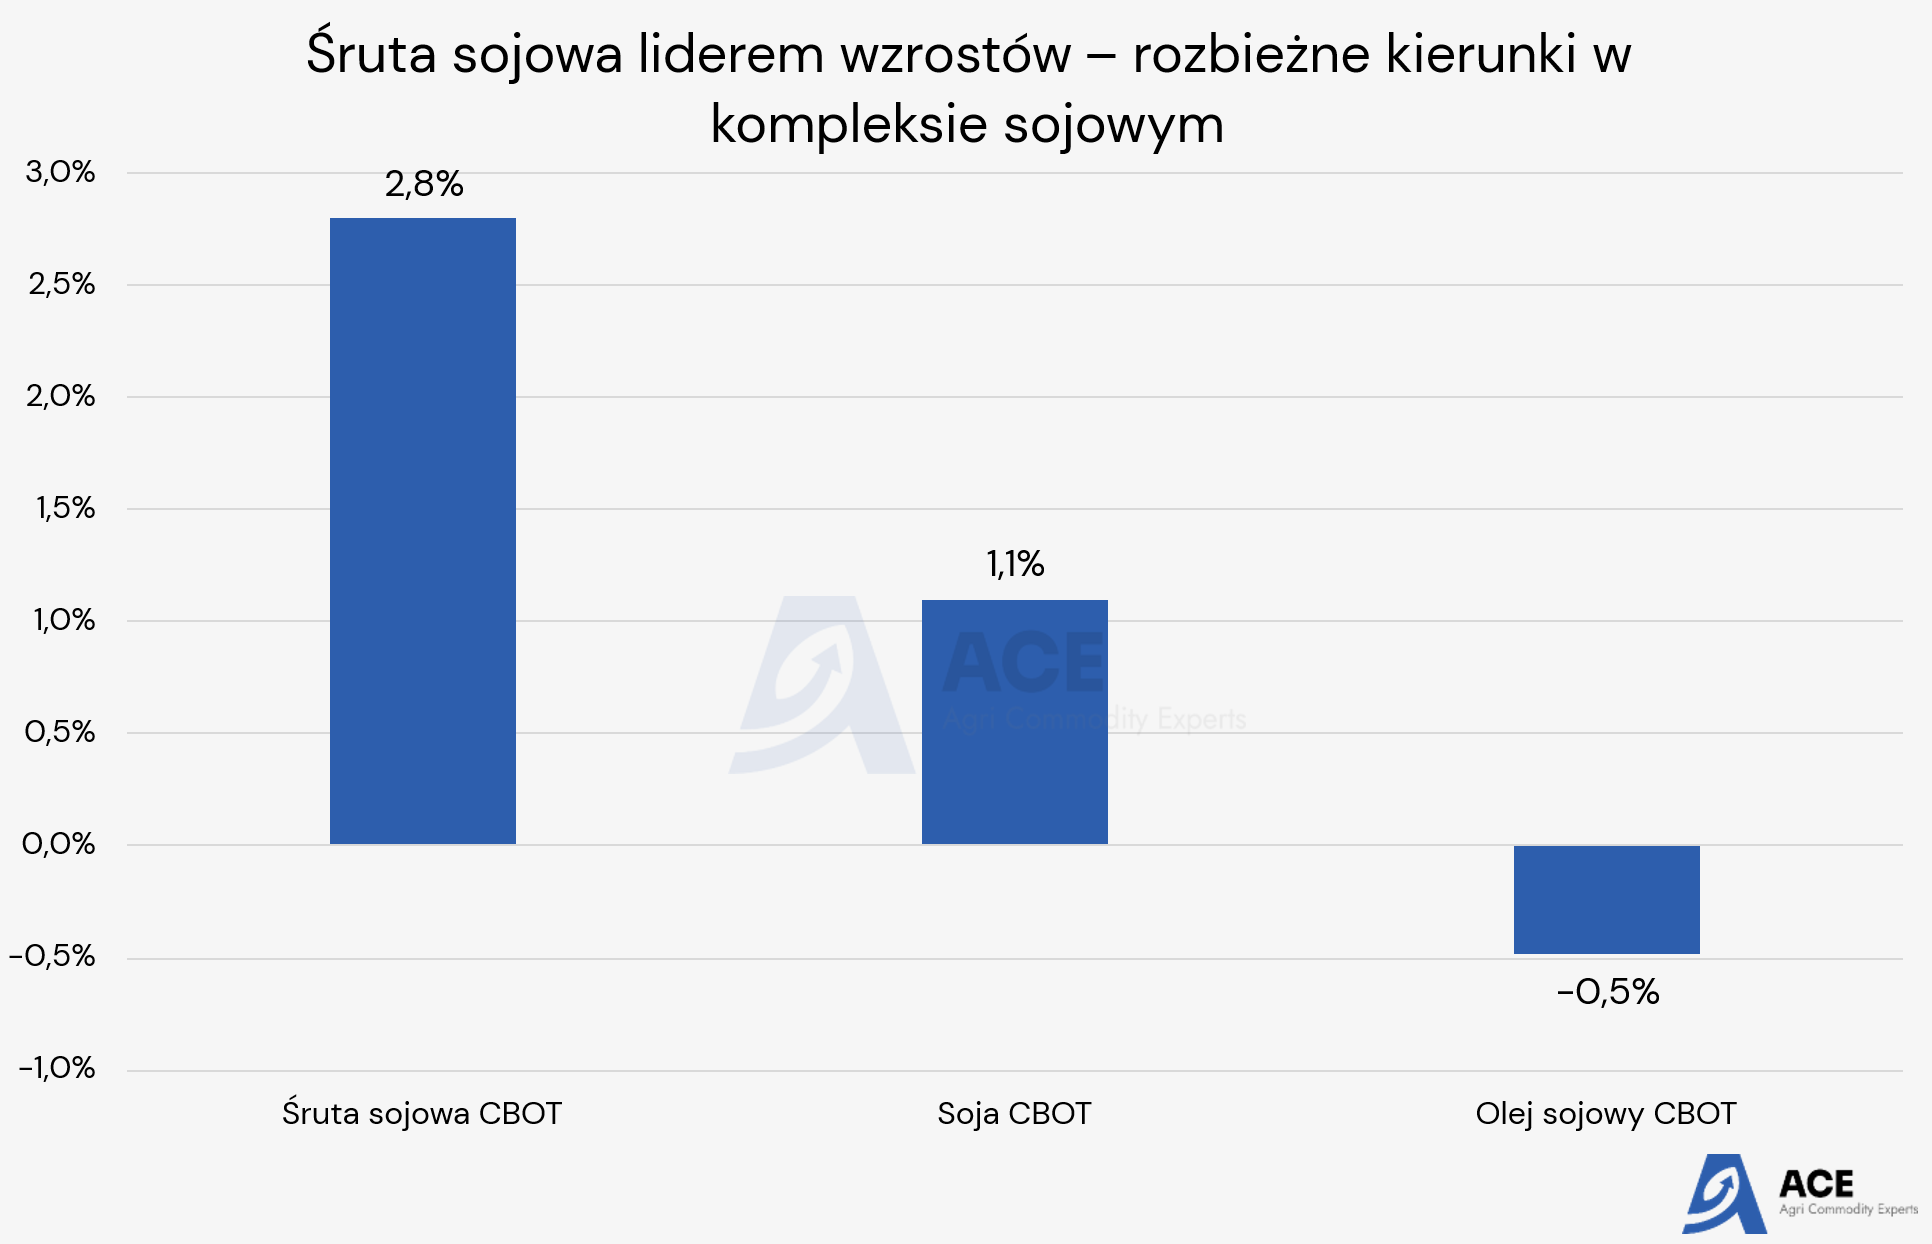 Śruta sojowa liderem wzrostów – rozbieżne kierunki w
kompleksie sojowym
3,0%
2,8%
2,5%
2,0%
1,5%
1,1%
1,0%
ACE
Agri Commodity Experts
0,5%
0,0%
-0,5%
-0,5%
-1,0%
Śruta sojowa CBOT
Soja CBOT
Olej sojowy CBOT
ACE
Agri Commodity Experts